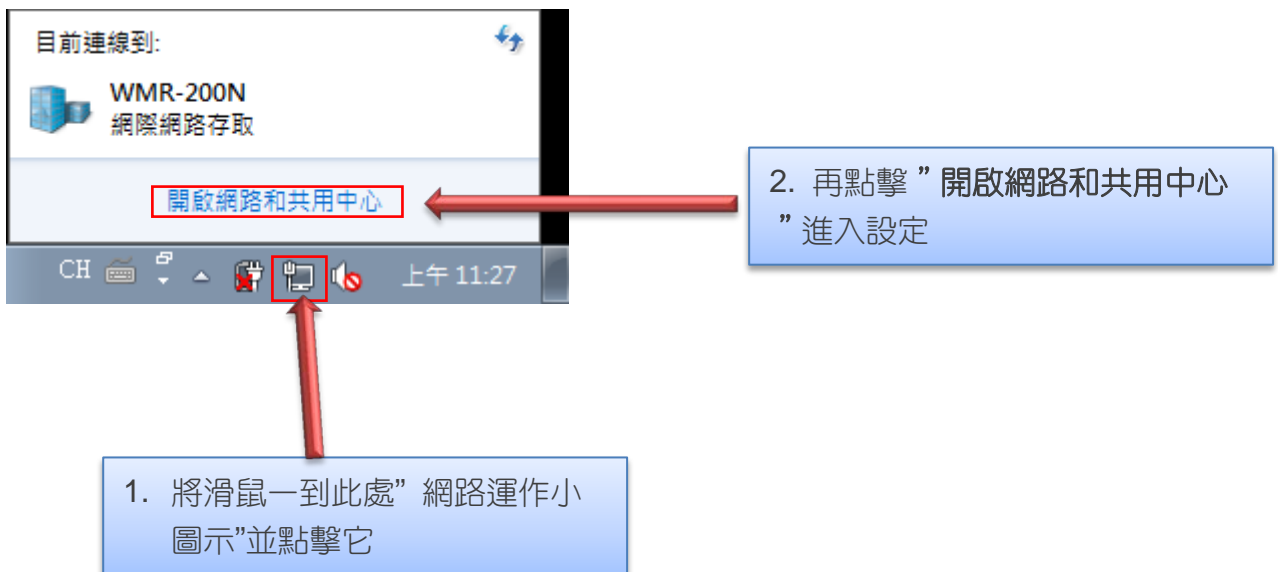 目前連線到:
WMR-200N
網際網路存取
開啟網路和共用中心
CH
上午 11:27
2. 再點擊 ” 開啟網路和共用中心
” 進入設定
1. 將滑鼠一到此處” 網路運作小
圖示”並點擊它